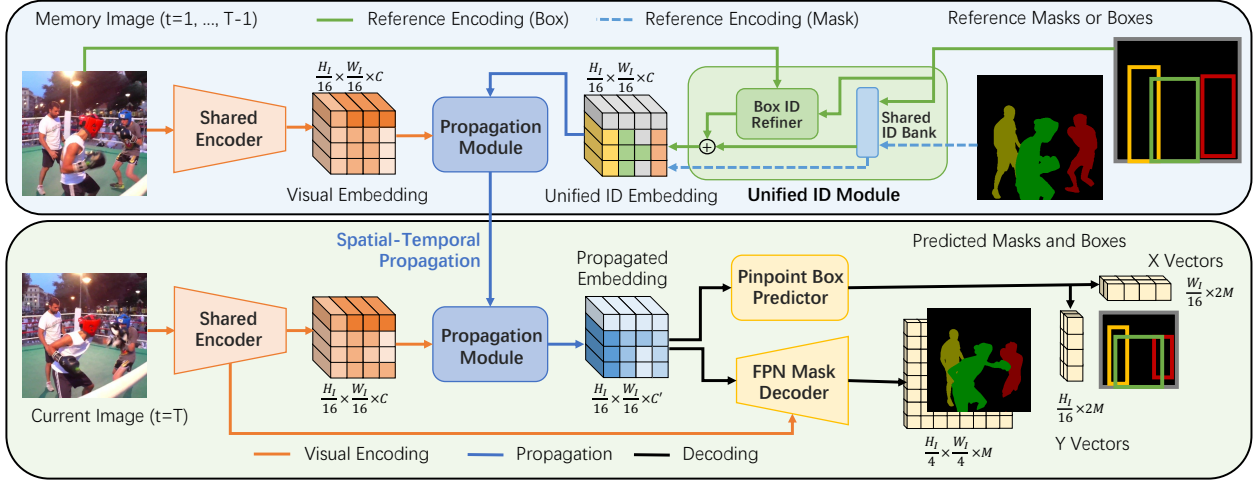 Memory Image (t=1, ..., T-1)
Reference Encoding (Box)
Reference Encoding (Mask)
Reference Masks or Boxes
Shared
Encoder
H_I/16 × W_I/16 × C
Visual Embedding
Propagation
Module
H_I/16 × W_I/16 × C
Unified ID Embedding
Box ID
Refiner
Shared
ID Bank
+
Unified ID Module
Spatial-Temporal
Propagation
Current Image (t=T)
Shared
Encoder
H_I/16 × W_I/16 × C
Propagation
Module
Propagated
Embedding
H_I/16 × W_I/16 × C'
Predicted Masks and Boxes
Pinpoint Box
Predictor
FPN Mask
Decoder
X Vectors
W_I/16 × 2M
H_I/16 × 2M
Y Vectors
H_I/4 × W_I/4 × M
Visual Encoding
Propagation
Decoding